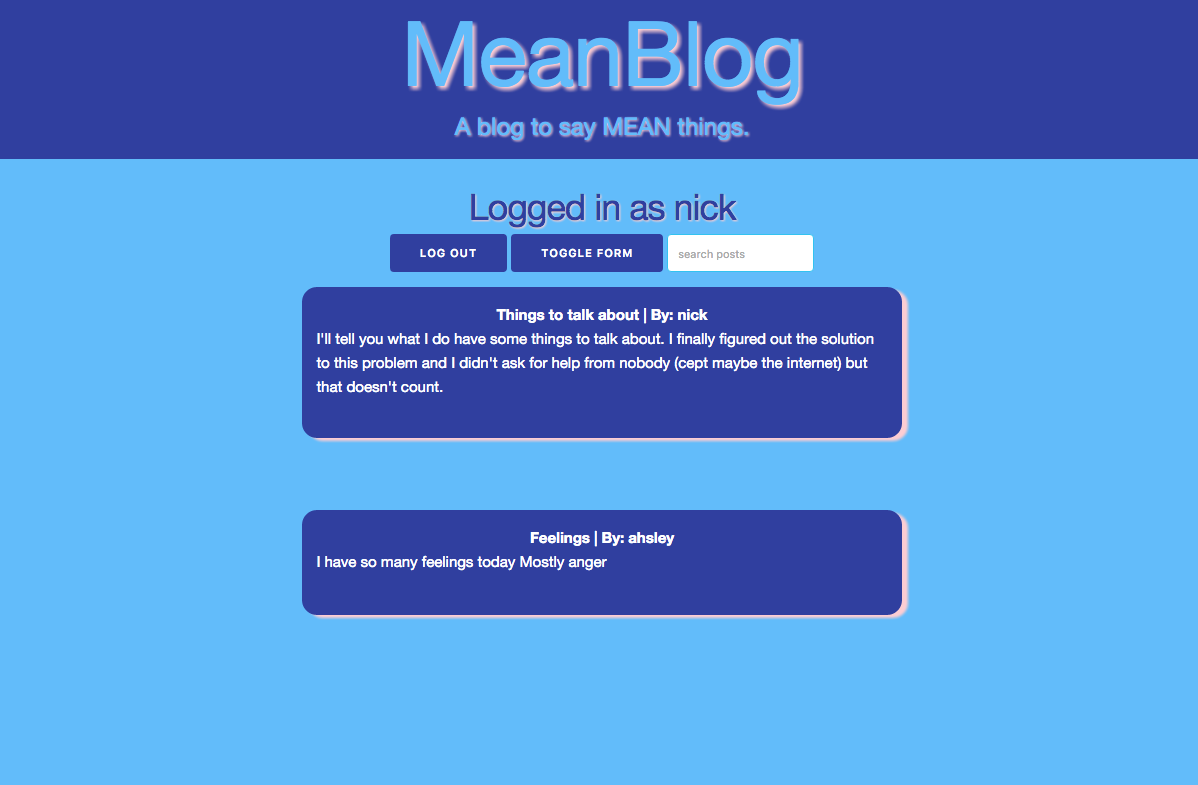 MeanBlog
A blog to say MEAN things.
Logged in as nick
LOG OUT TOGGLE FORM search posts
Things to talk about | By: nick
I'll tell you what I do have some things to talk about. I finally figured out the solution
to this problem and I didn't ask for help from nobody (cept maybe the internet) but
that doesn't count.
Feelings | By: ahsley
I have so many feelings today Mostly anger